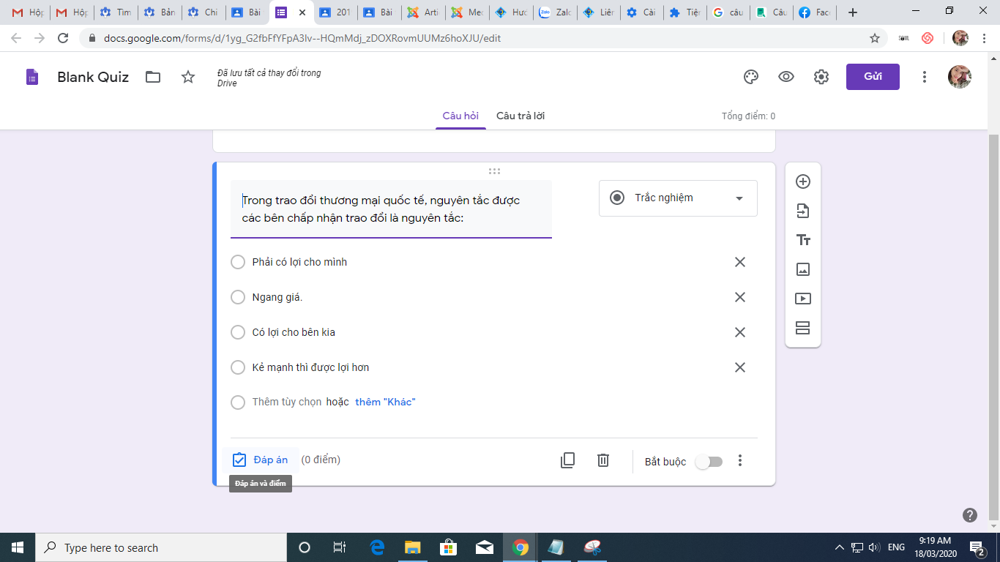 Hộp
Hộp
Tìm
Bản
Chi
Bài
201
Bài
Arti
Mec
Hướ
Zalo
Liên
Cài
Tiện
câu
Câu
Fac
docs.google.com/forms/d/1yg_G2fbFfYFpA3lv--HQmMdj_zDOXRovmUUMz6hoXJU/edit
Blank Quiz
Đã lưu tất cả thay đổi trong
Drive
Gửi
Câu hỏi Câu trả lời Tổng điểm: 0
Trong trao đổi thương mại quốc tế, nguyên tắc được
các bên chấp nhận trao đổi là nguyên tắc:
Trắc nghiệm
Phải có lợi cho mình
Ngang giá.
Có lợi cho bên kia
Kẻ mạnh thì được lợi hơn
Thêm tùy chọn hoặc thêm "Khác"
Đáp án (0 điểm) Bắt buộc
Đáp án và điểm
Type here to search
ENG
9:19 AM
18/03/2020
2